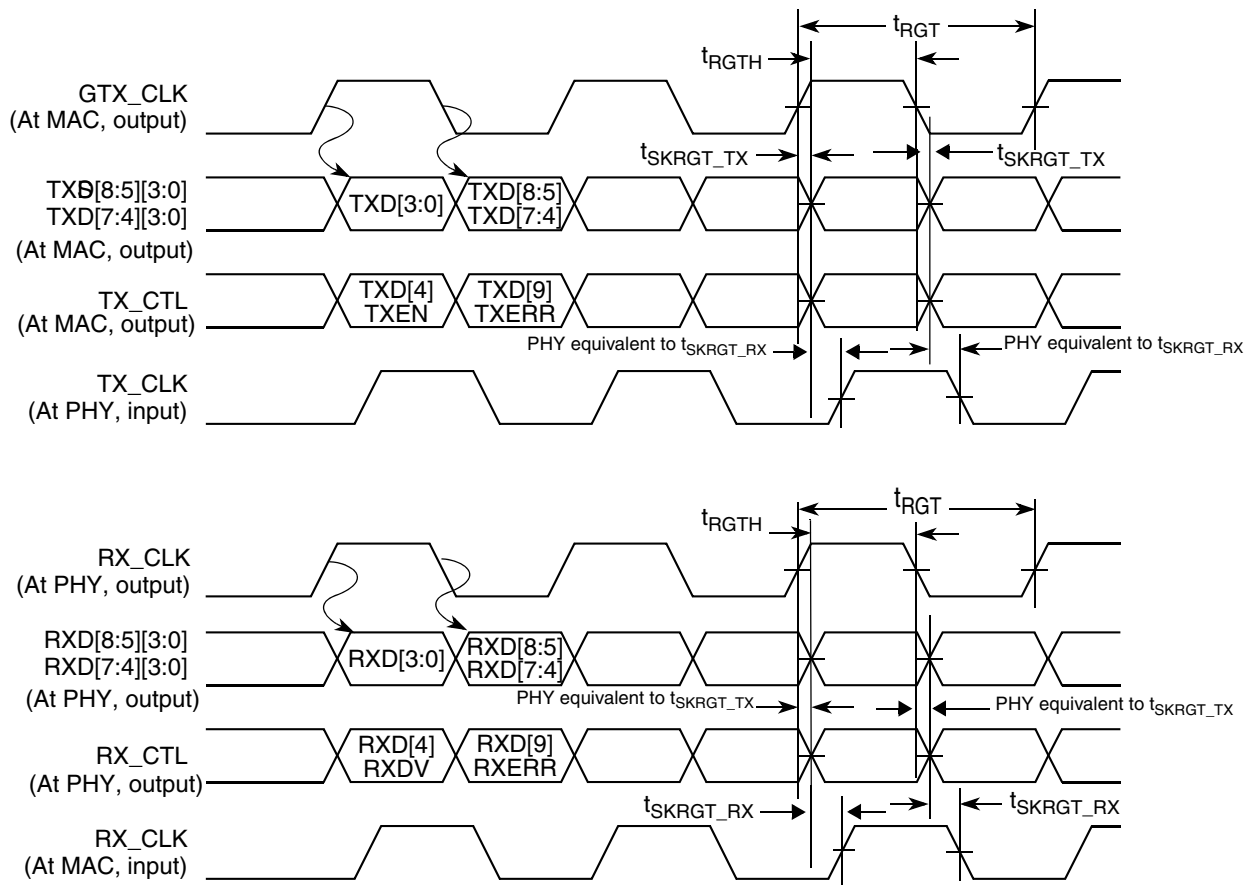 tRGT
tRGTH
GTX_CLK
(At MAC, output)
tSKRGT_TX
tSKRGT_TX
TXD[8:5][3:0]
TXD[7:4][3:0]
(At MAC, output)
TXD[3:0]
TXD[8:5]
TXD[7:4]
TX_CTL
(At MAC, output)
TXD[4]
TXEN
TXD[9]
TXERR
PHY equivalent to tSKRGT_RX
PHY equivalent to tSKRGT_RX
TX_CLK
(At PHY, input)
tRGT
tRGTH
RX_CLK
(At PHY, output)
RXD[8:5][3:0]
RXD[7:4][3:0]
(At PHY, output)
RXD[3:0]
RXD[8:5]
RXD[7:4]
PHY equivalent to tSKRGT_TX
PHY equivalent to tSKRGT_TX
RX_CTL
(At PHY, output)
RXD[4]
RXDV
RXD[9]
RXERR
tSKRGT_RX
tSKRGT_RX
RX_CLK
(At MAC, input)